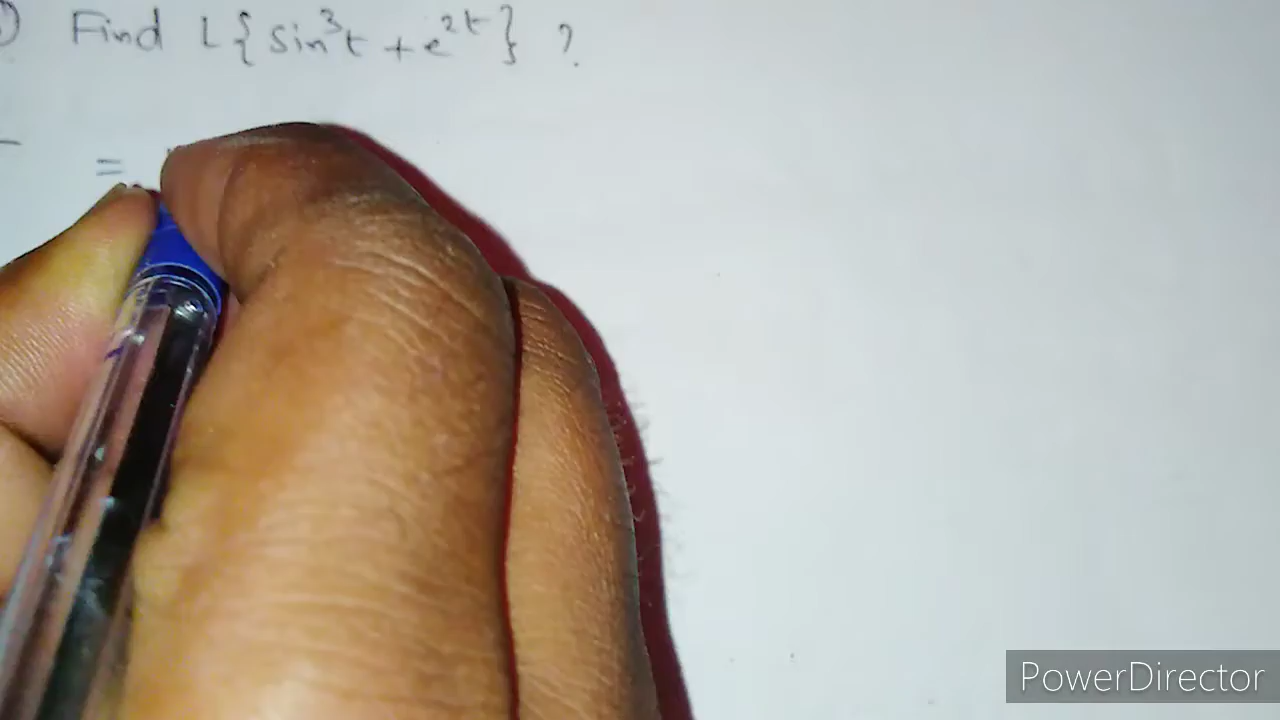 Find L{sin³t + e²ᵗ} ?
=
PowerDirector